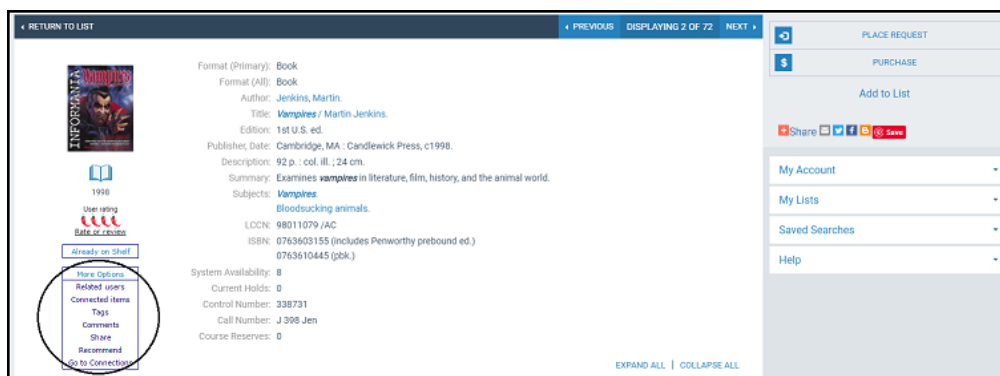 RETURN TO LIST
PREVIOUS DISPLAYING 2 OF 72 NEXT
INFORMANIA
Vampires
1998
User rating
Rate or review
Already on Shelf
More Options
Related users
Connected items
Tags
Comments
Share
Recommend
Go to Connections
Format (Primary): Book
Format (All): Book
Author: Jenkins, Martin.
Title: Vampires / Martin Jenkins.
Edition: 1st U.S. ed.
Publisher, Date: Cambridge, MA : Candlewick Press, c1998.
Description: 92 p. : col. ill. ; 24 cm.
Summary: Examines vampires in literature, film, history, and the animal world.
Subjects: Vampires.
Bloodsucking animals.
LCCN: 98011079 /AC
ISBN: 0763603155 (includes Penworthy prebound ed.)
0763610445 (pbk.)
System Availability: 8
Current Holds: 0
Control Number: 338731
Call Number: J 398 Jen
Course Reserves: 0
EXPAND ALL | COLLAPSE ALL
PLACE REQUEST
$ PURCHASE
Add to List
Share Save
My Account
My Lists
Saved Searches
Help